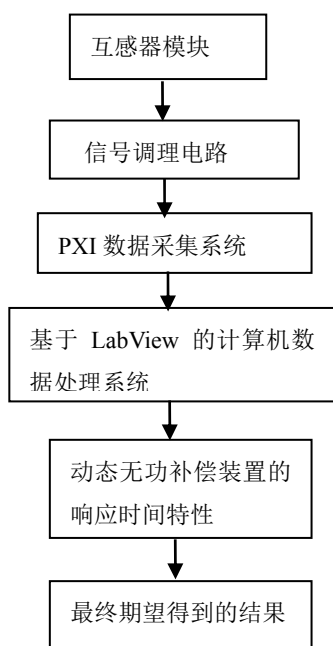 互感器模块
信号调理电路
PXI 数据采集系统
基于 LabView 的计算机数
据处理系统
动态无功补偿装置的
响应时间特性
最终期望得到的结果